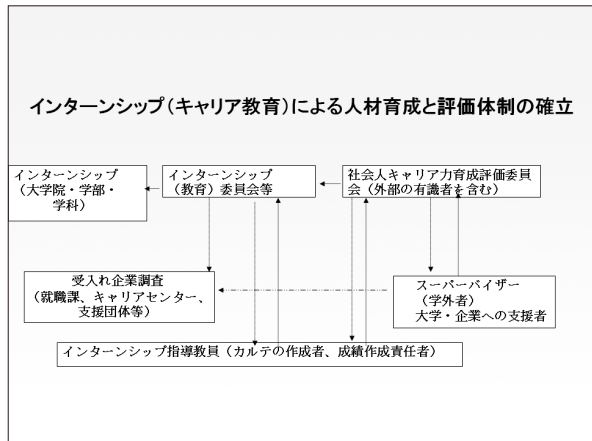 インターンシップ(キャリア教育)による人材育成と評価体制の確立
インターンシップ
(大学院・学部・
学科)
インターンシップ
(教育)委員会等
社会人キャリア力育成評価委員
会(外部の有識者を含む)
受入れ企業調査
(就職課、キャリアセンター、
支援団体等)
スーパーバイザー
(学外者)
大学・企業への支援者
インターンシップ指導教員(カルテの作成者、成績作成責任者)